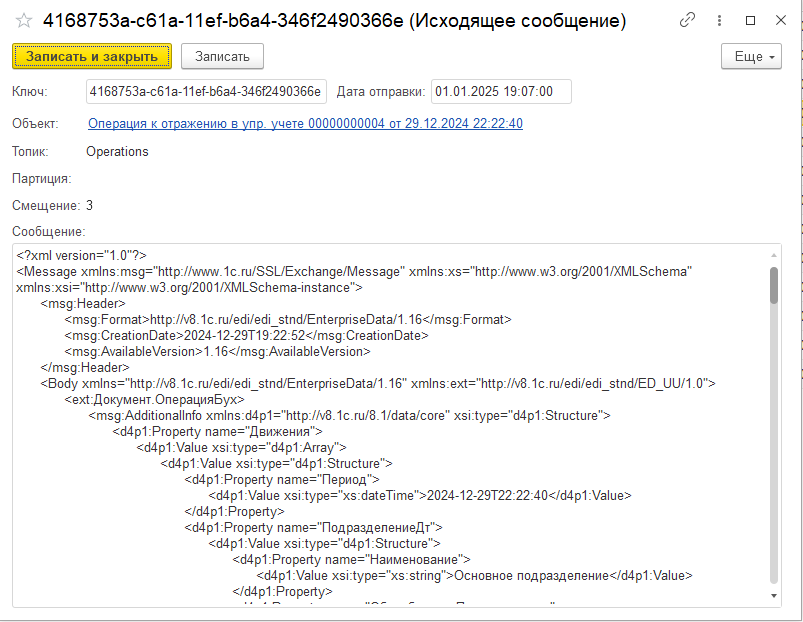 4168753a-c61a-11ef-b6a4-346f2490366e (Исходящее сообщение)
Записать и закрыть
Записать
Еще
Ключ:
4168753a-c61a-11ef-b6a4-346f2490366e
Дата отправки:
01.01.2025 19:07:00
Объект:
Операция к отражению в упр. учете 00000000004 от 29.12.2024 22:22:40
Топик:
Operations
Партиция:
Смещение: 3
Сообщение:
<?xml version="1.0"?>
<Message xmlns:msg="http://www.1c.ru/SSL/Exchange/Message" xmlns:xs="http://www.w3.org/2001/XMLSchema"
xmlns:xsi="http://www.w3.org/2001/XMLSchema-instance">
<msg:Header>
<msg:Format>http://v8.1c.ru/edi/edi_stnd/EnterpriseData/1.16</msg:Format>
<msg:CreationDate>2024-12-29T19:22:52</msg:CreationDate>
<msg:AvailableVersion>1.16</msg:AvailableVersion>
</msg:Header>
<Body xmlns="http://v8.1c.ru/edi/edi_stnd/EnterpriseData/1.16" xmlns:ext="http://v8.1c.ru/edi/edi_stnd/ED_UU/1.0">
<ext:Документ.ОперацияБух>
<msg:AdditionalInfo xmlns:d4p1="http://v8.1c.ru/8.1/data/core" xsi:type="d4p1:Structure">
<d4p1:Property name="Движения">
<d4p1:Value xsi:type="d4p1:Array">
<d4p1:Value xsi:type="d4p1:Structure">
<d4p1:Property name="Период">
<d4p1:Value xsi:type="xs:dateTime">2024-12-29T22:22:40</d4p1:Value>
</d4p1:Property>
<d4p1:Property name="ПодразделениеДт">
<d4p1:Value xsi:type="d4p1:Structure">
<d4p1:Property name="Наименование">
<d4p1:Value xsi:type="xs:string">Основное подразделение</d4p1:Value>
</d4p1:Property>